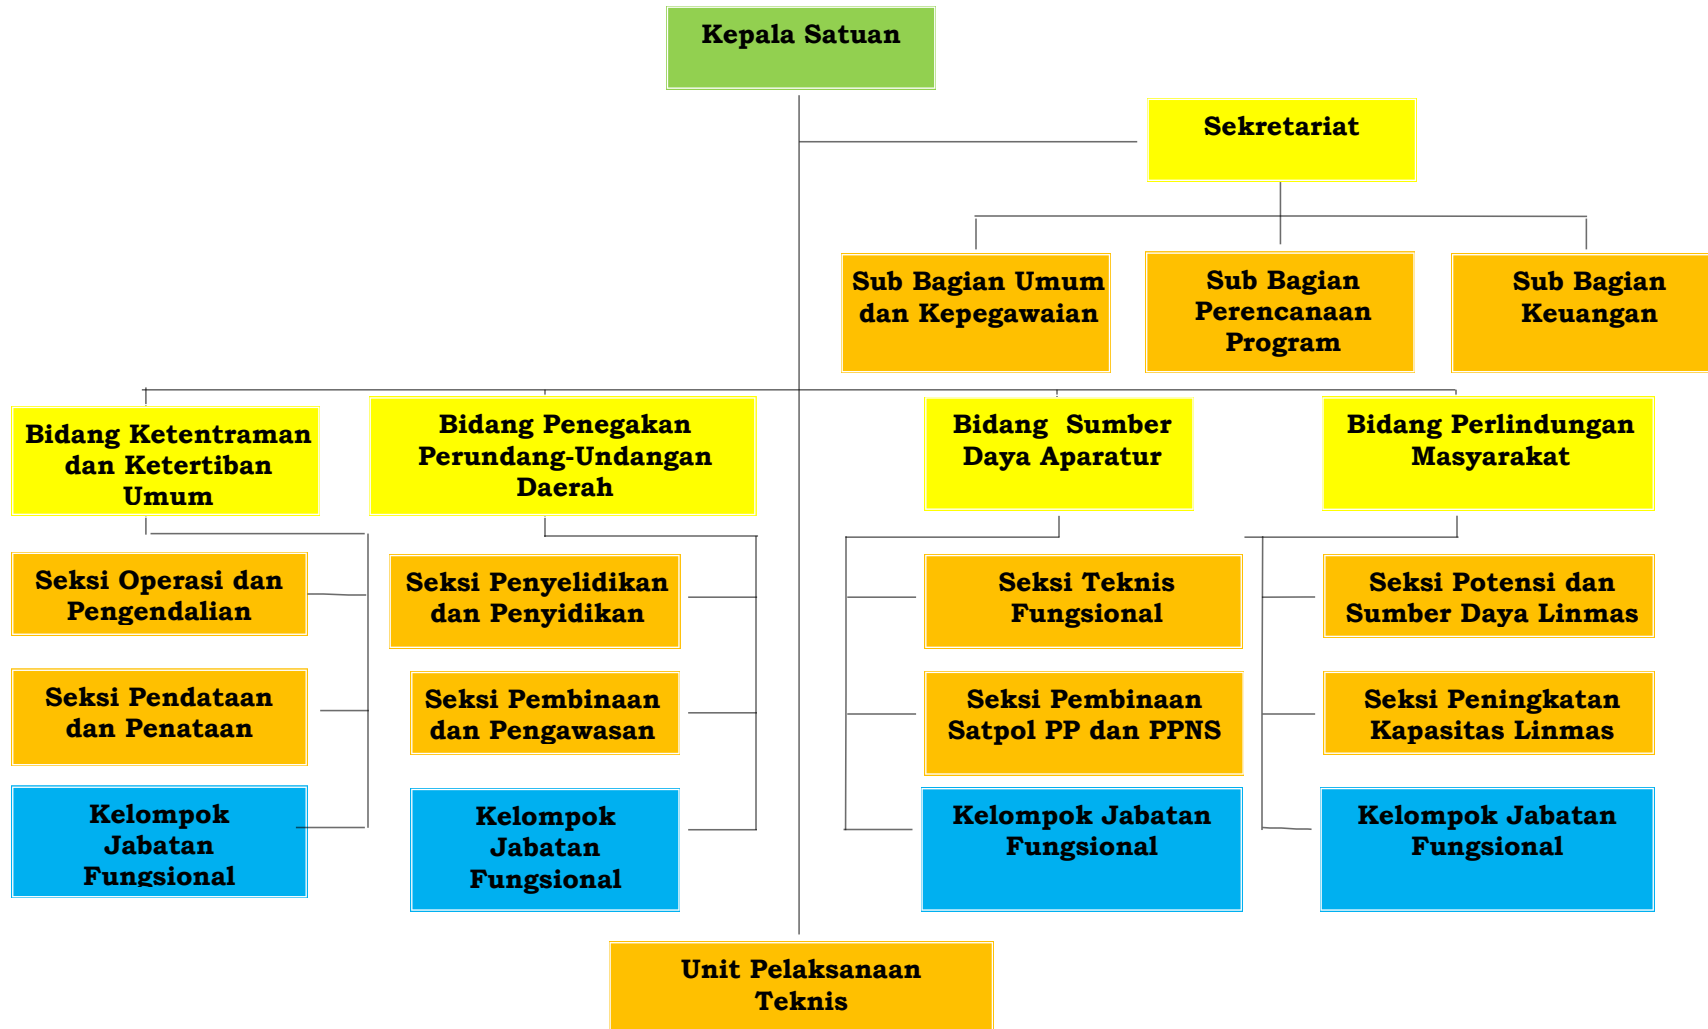 Kepala Satuan
Sekretariat
Sub Bagian Umum
dan Kepegawaian
Sub Bagian
Perencanaan
Program
Sub Bagian
Keuangan
Bidang Ketentraman
dan Ketertiban
Umum
Bidang Penegakan
Perundang-Undangan
Daerah
Bidang Sumber
Daya Aparatur
Bidang Perlindungan
Masyarakat
Seksi Operasi dan
Pengendalian
Seksi Penyelidikan
dan Penyidikan
Seksi Teknis
Fungsional
Seksi Potensi dan
Sumber Daya Linmas
Seksi Pendataan
dan Penataan
Seksi Pembinaan
dan Pengawasan
Seksi Pembinaan
Satpol PP dan PPNS
Seksi Peningkatan
Kapasitas Linmas
Kelompok
Jabatan
Fungsional
Kelompok
Jabatan
Fungsional
Kelompok Jabatan
Fungsional
Kelompok Jabatan
Fungsional
Unit Pelaksanaan
Teknis